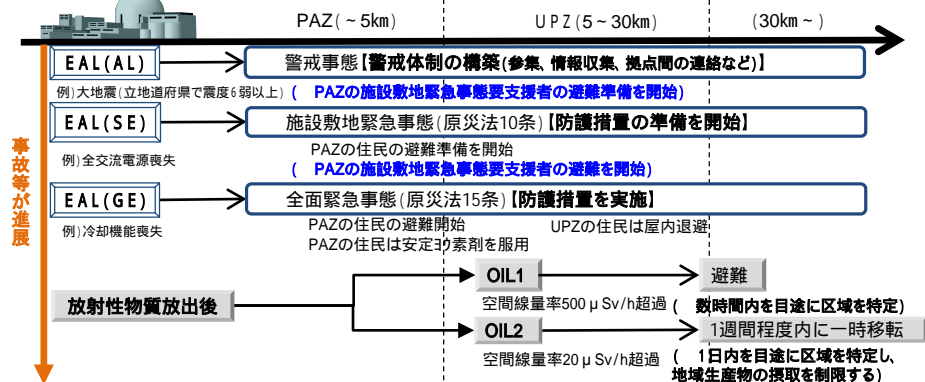 PAZ(~5km)
UPZ(5~30km)
(30km~)
EAL(AL)
警戒事態【警戒体制の構築(参集、情報収集、拠点間の連絡など)】
例)大地震(立地道府県で震度6弱以上)
( PAZの施設敷地緊急事態要支援者の避難準備を開始)
EAL(SE)
施設敷地緊急事態(原災法10条)【防護措置の準備を開始】
例)全交流電源喪失
PAZの住民の避難準備を開始
( PAZの施設敷地緊急事態要支援者の避難を開始)
EAL(GE)
全面緊急事態(原災法15条)【防護措置を実施】
例)冷却機能喪失
PAZの住民の避難開始
UPZの住民は屋内退避
PAZの住民は安定ヨウ素剤を服用
事故等が進展
放射性物質放出後
OIL1
避難
空間線量率500μSv/h超過
( 数時間内を目途に区域を特定)
OIL2
1週間程度内に一時移転
空間線量率20μSv/h超過
( 1日内を目途に区域を特定し、
地域生産物の摂取を制限する)